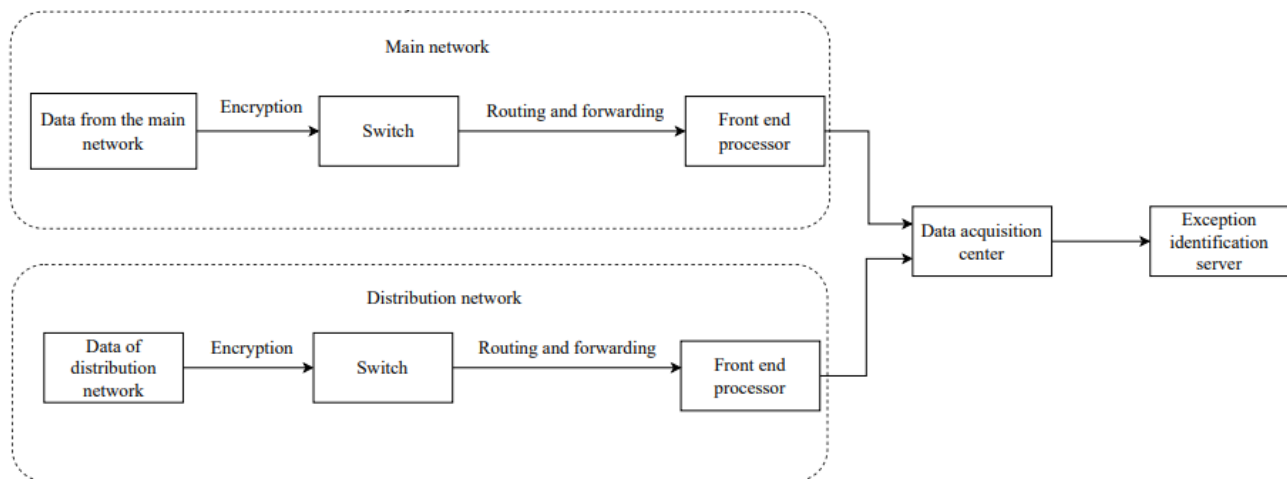 Main network
Data from the main
network
Encryption
Switch
Routing and forwarding
Front end
processor
Distribution network
Data of
distribution
network
Encryption
Switch
Routing and forwarding
Front end
processor
Data acquisition
center
Exception
identification
server